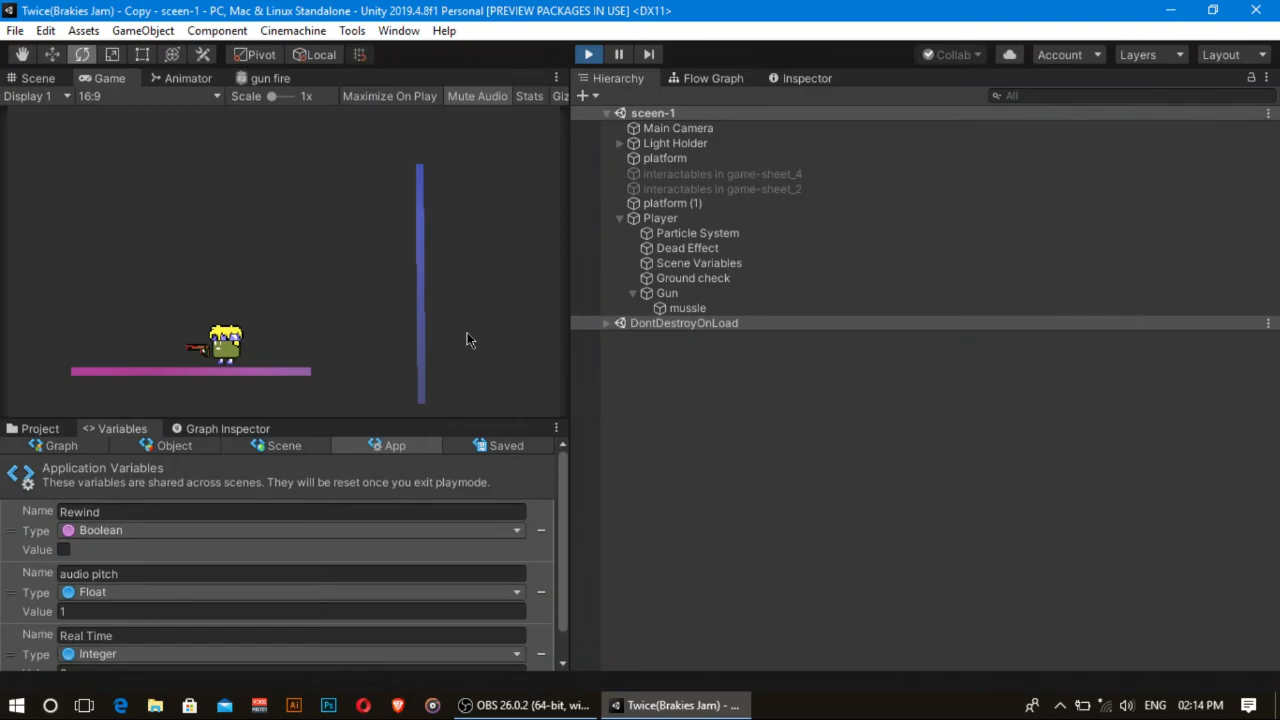 Twice(Brakies Jam) - Copy - sceen-1 - PC, Mac & Linux Standalone - Unity 2019.4.8f1 Personal [PREVIEW PACKAGES IN USE] <DX11>
File Edit Assets GameObject Component Cinemachine Tools Window Help
Pivot Local Collab Account Layers Layout
Scene Game Animator gun fire Hierarchy Flow Graph Inspector
Display 1 16:9 Scale 1x Maximize On Play Mute Audio Stats Giz
All
sceen-1
Main Camera
Light Holder
platform
interactables in game-sheet_4
interactables in game-sheet_2
platform (1)
Player
Particle System
Dead Effect
Scene Variables
Ground check
Gun
mussle
DontDestroyOnLoad
Project <> Variables Graph Inspector
Graph Object Scene App Saved
Application Variables
These variables are shared across scenes. They will be reset once you exit playmode.
Name Rewind
Type Boolean
Value
Name audio pitch
Type Float
Value 1
Name Real Time
Type Integer
OBS 26.0.2 (64-bit, wi... Twice(Brakies Jam) - ... ENG 02:14 PM